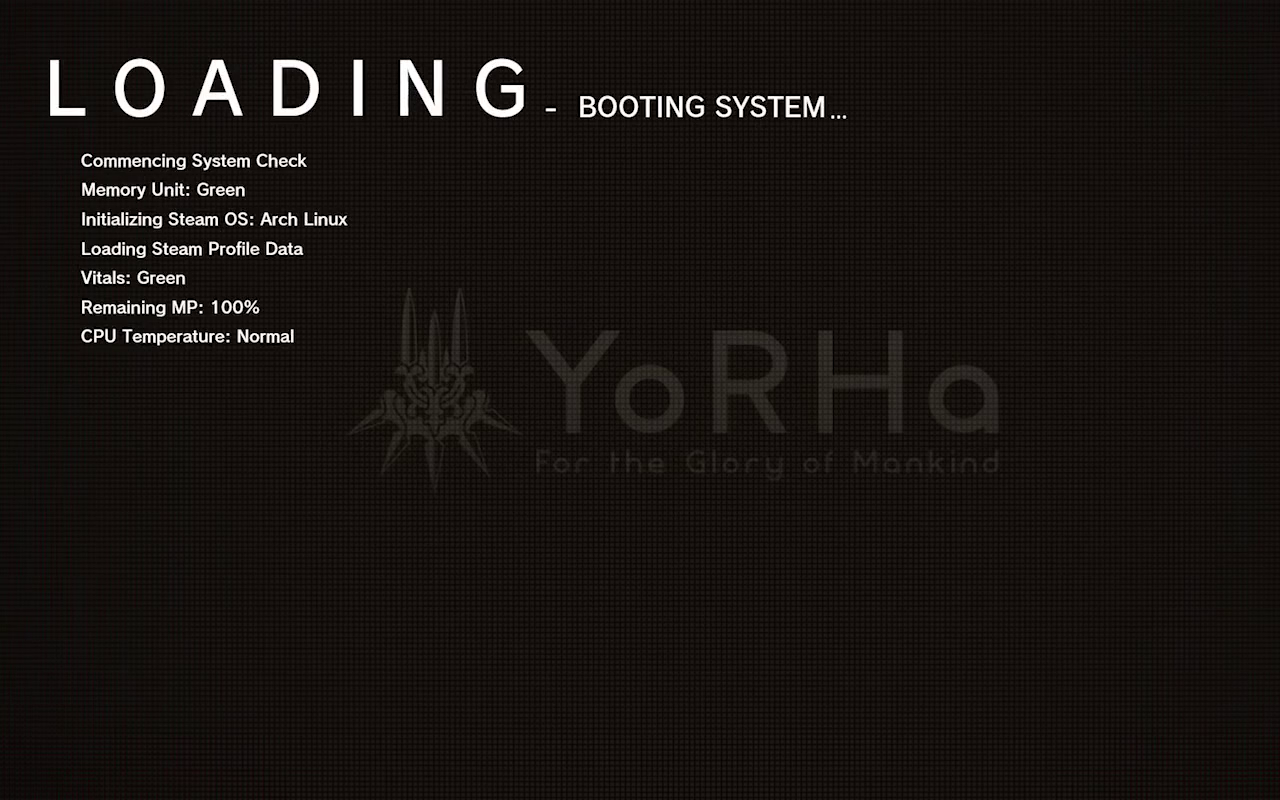 LOADING - BOOTING SYSTEM...
Commencing System Check
Memory Unit: Green
Initializing Steam OS: Arch Linux
Loading Steam Profile Data
Vitals: Green
Remaining MP: 100%
CPU Temperature: Normal
YoRHa
For the Glory of Mankind